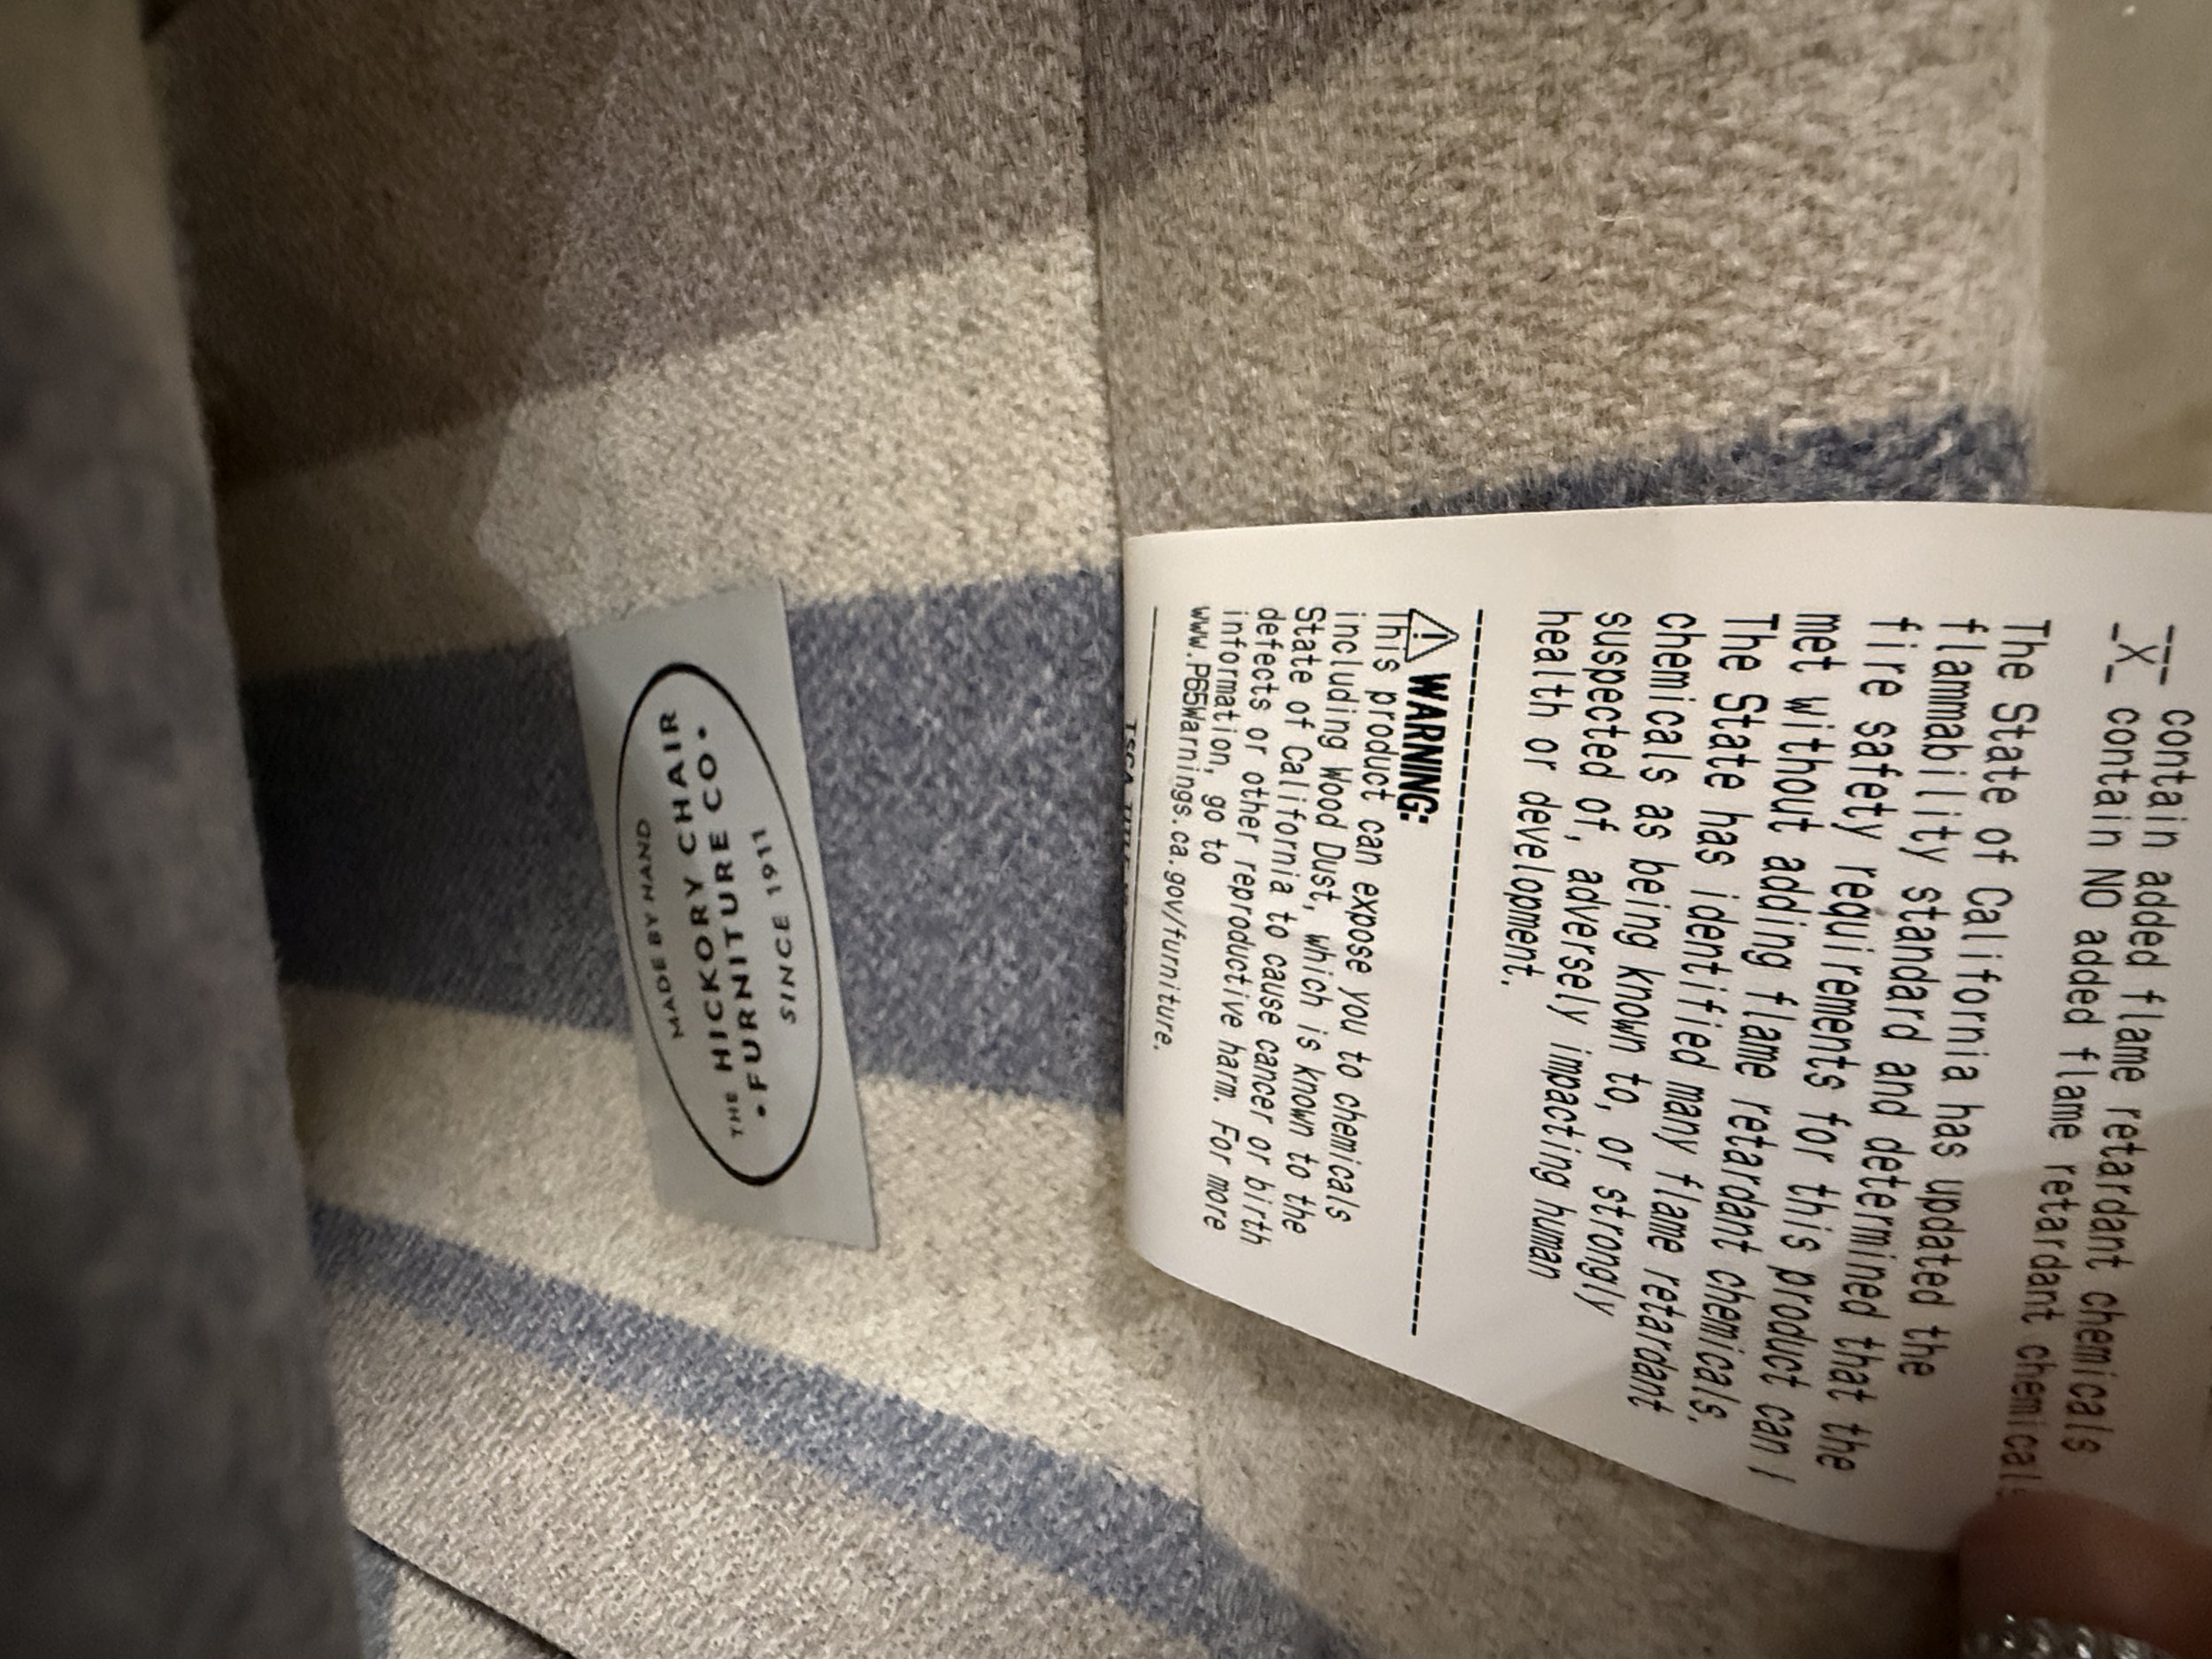 ___ contain added flame retardant chemicals
_X_ contain NO added flame retardant chemical
The State of California has updated the
flammability standard and determined that the
fire safety requirements for this product can
met without adding flame retardant chemicals.
The State has identified many flame retardant
chemicals as being known to, or strongly
suspected of, adversely impacting human
health or development.
WARNING:
This product can expose you to chemicals
including Wood Dust, which is known to the
State of California to cause cancer or birth
defects or other reproductive harm. For more
information, go to
www.P65Warnings.ca.gov/furniture.
MADE BY HAND
THE HICKORY CHAIR
•FURNITURE CO•
SINCE 1911